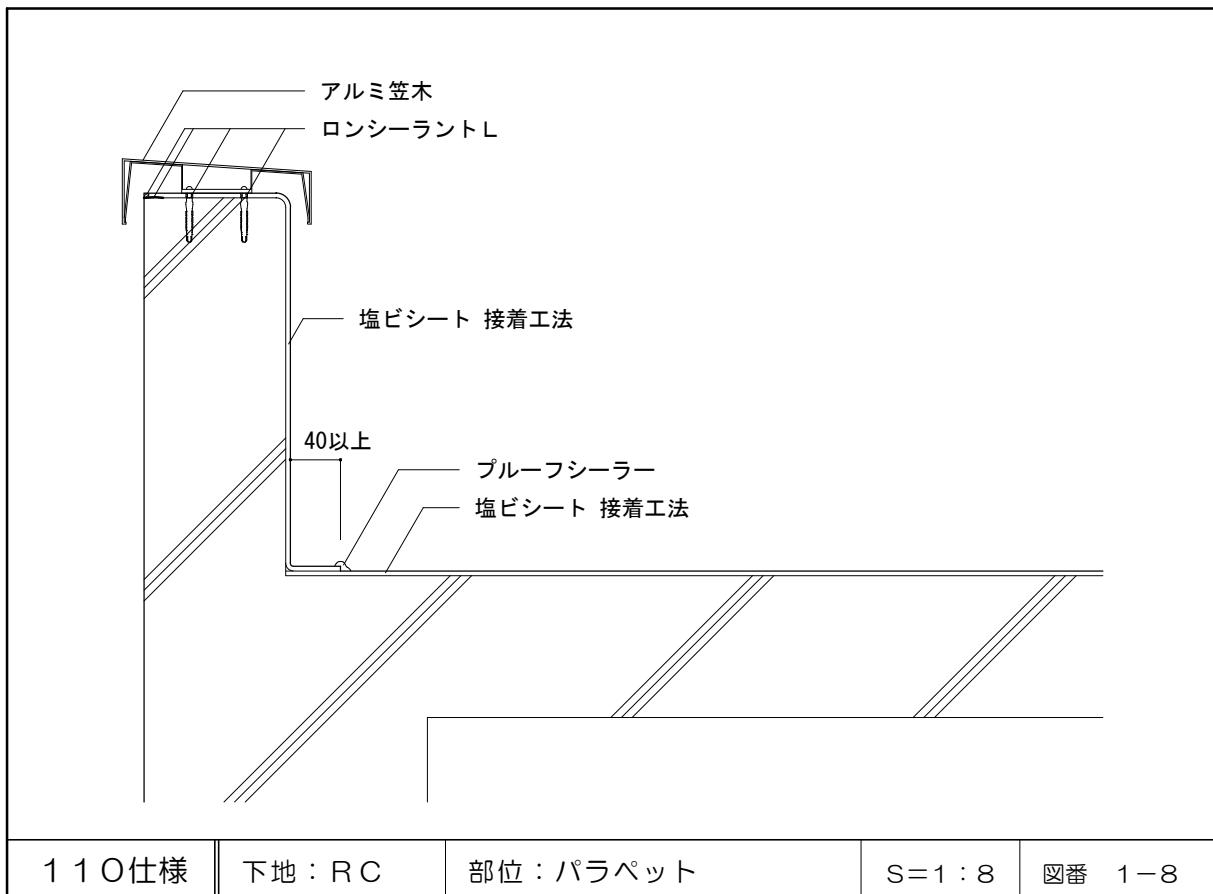 アルミ笠木
ロンシーラントL
塩ビシート 接着工法
40以上
プルーフシーラー
塩ビシート 接着工法
110仕様 下地：RC 部位：パラペット S=1：8 図番 1-8